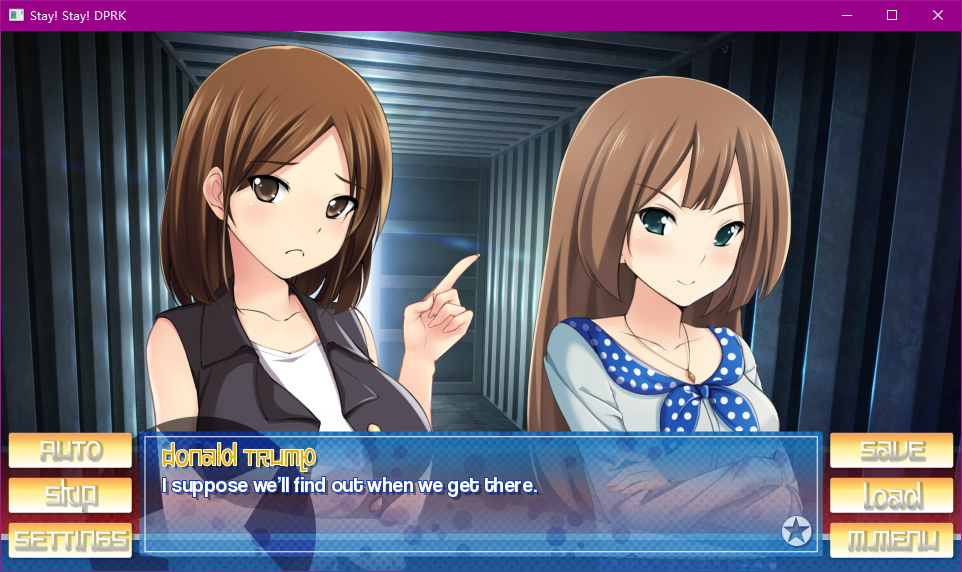 Stay! Stay! DPRK
Donald Trump
I suppose we'll find out when we get there.
AUTO
SKIP
SETTINGS
SAVE
LOAD
M.MENU